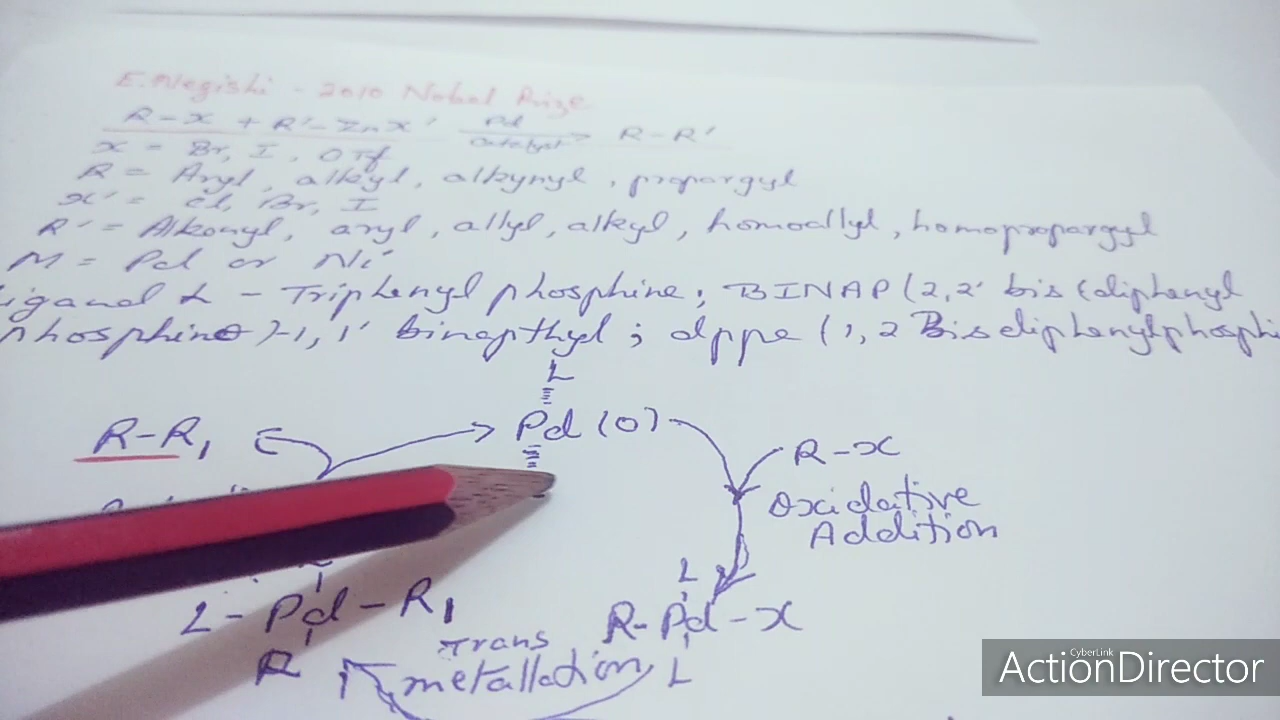 E. Negishi - 2010 Nobel Prize
R-X + R'-ZnX' Pd Catalyst → R-R'
X = Br, I, OTf
R = Aryl, alkyl, alkynyl, propargyl
X' = Cl, Br, I
R' = Alkenyl, aryl, allyl, alkyl, homoallyl, homopropargyl
M = Pd or Ni
Ligand L - Triphenyl phosphine; BINAP (2,2' bis (diphenyl
phosphino)-1,1' binapthyl; dppe (1,2 Bis diphenylphosphi
L
R-R1
Pd (0)
R-X
Oxidative
Addition
L
L-Pd-R1
R
R-Pd-X
L
Trans
metallation
CyberLink
ActionDirector